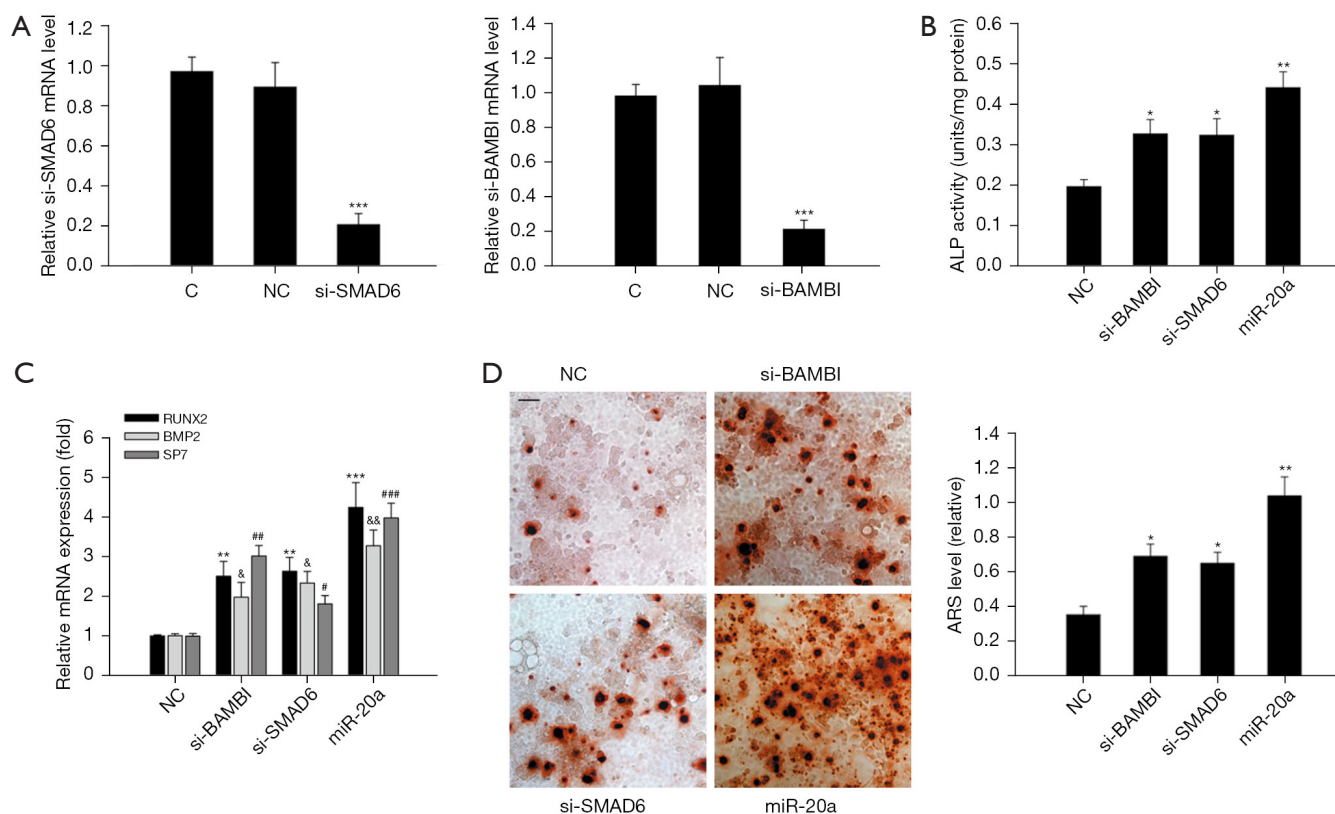 A
Relative si-SMAD6 mRNA level
1.2
1.0
0.8
0.6
0.4
0.2
0.0
***
C NC si-SMAD6
Relative si-BAMBI mRNA level
1.4
1.2
1.0
0.8
0.6
0.4
0.2
0.0
***
C NC si-BAMBI
B
ALP activity (units/mg protein)
0.6
0.5
0.4
0.3
0.2
0.1
0.0
* * **
NC si-BAMBI si-SMAD6 miR-20a
C
RUNX2
BMP2
SP7
Relative mRNA expression (fold)
6
5
4
3
2
1
0
** & ## ** & # *** && ###
NC si-BAMBI si-SMAD6 miR-20a
D
NC si-BAMBI
si-SMAD6 miR-20a
ARS level (relative)
1.4
1.2
1.0
0.8
0.6
0.4
0.2
0.0
* * **
NC si-BAMBI si-SMAD6 miR-20a